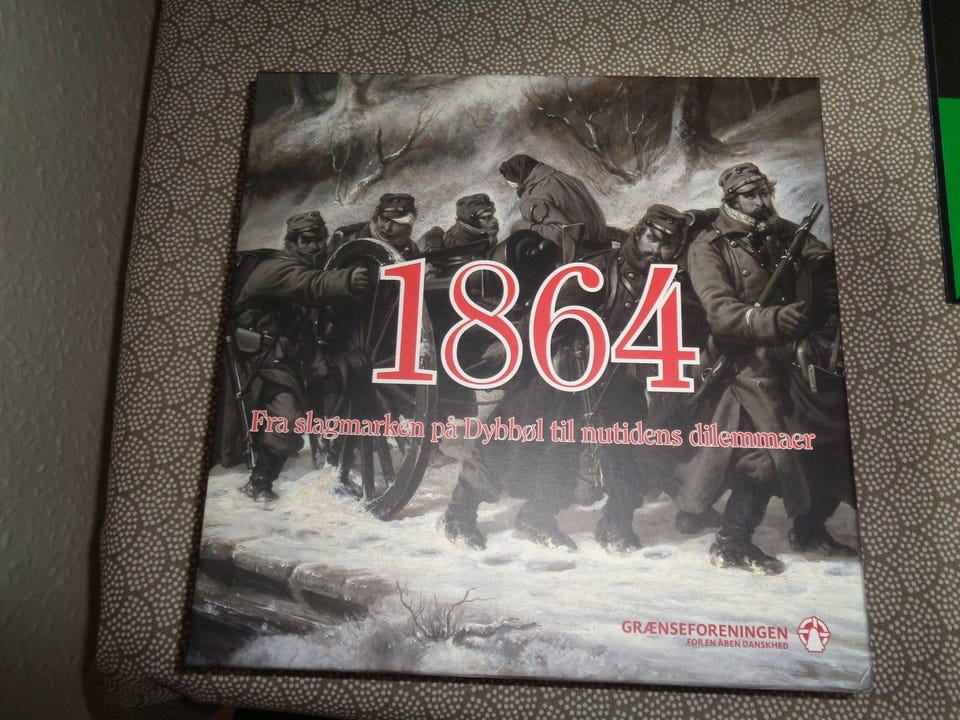 1864
Fra slagmarken på Dybbøl til nutidens dilemmaer
GRÆNSEFORENINGEN
FOR EN ÅBEN DANSKHED